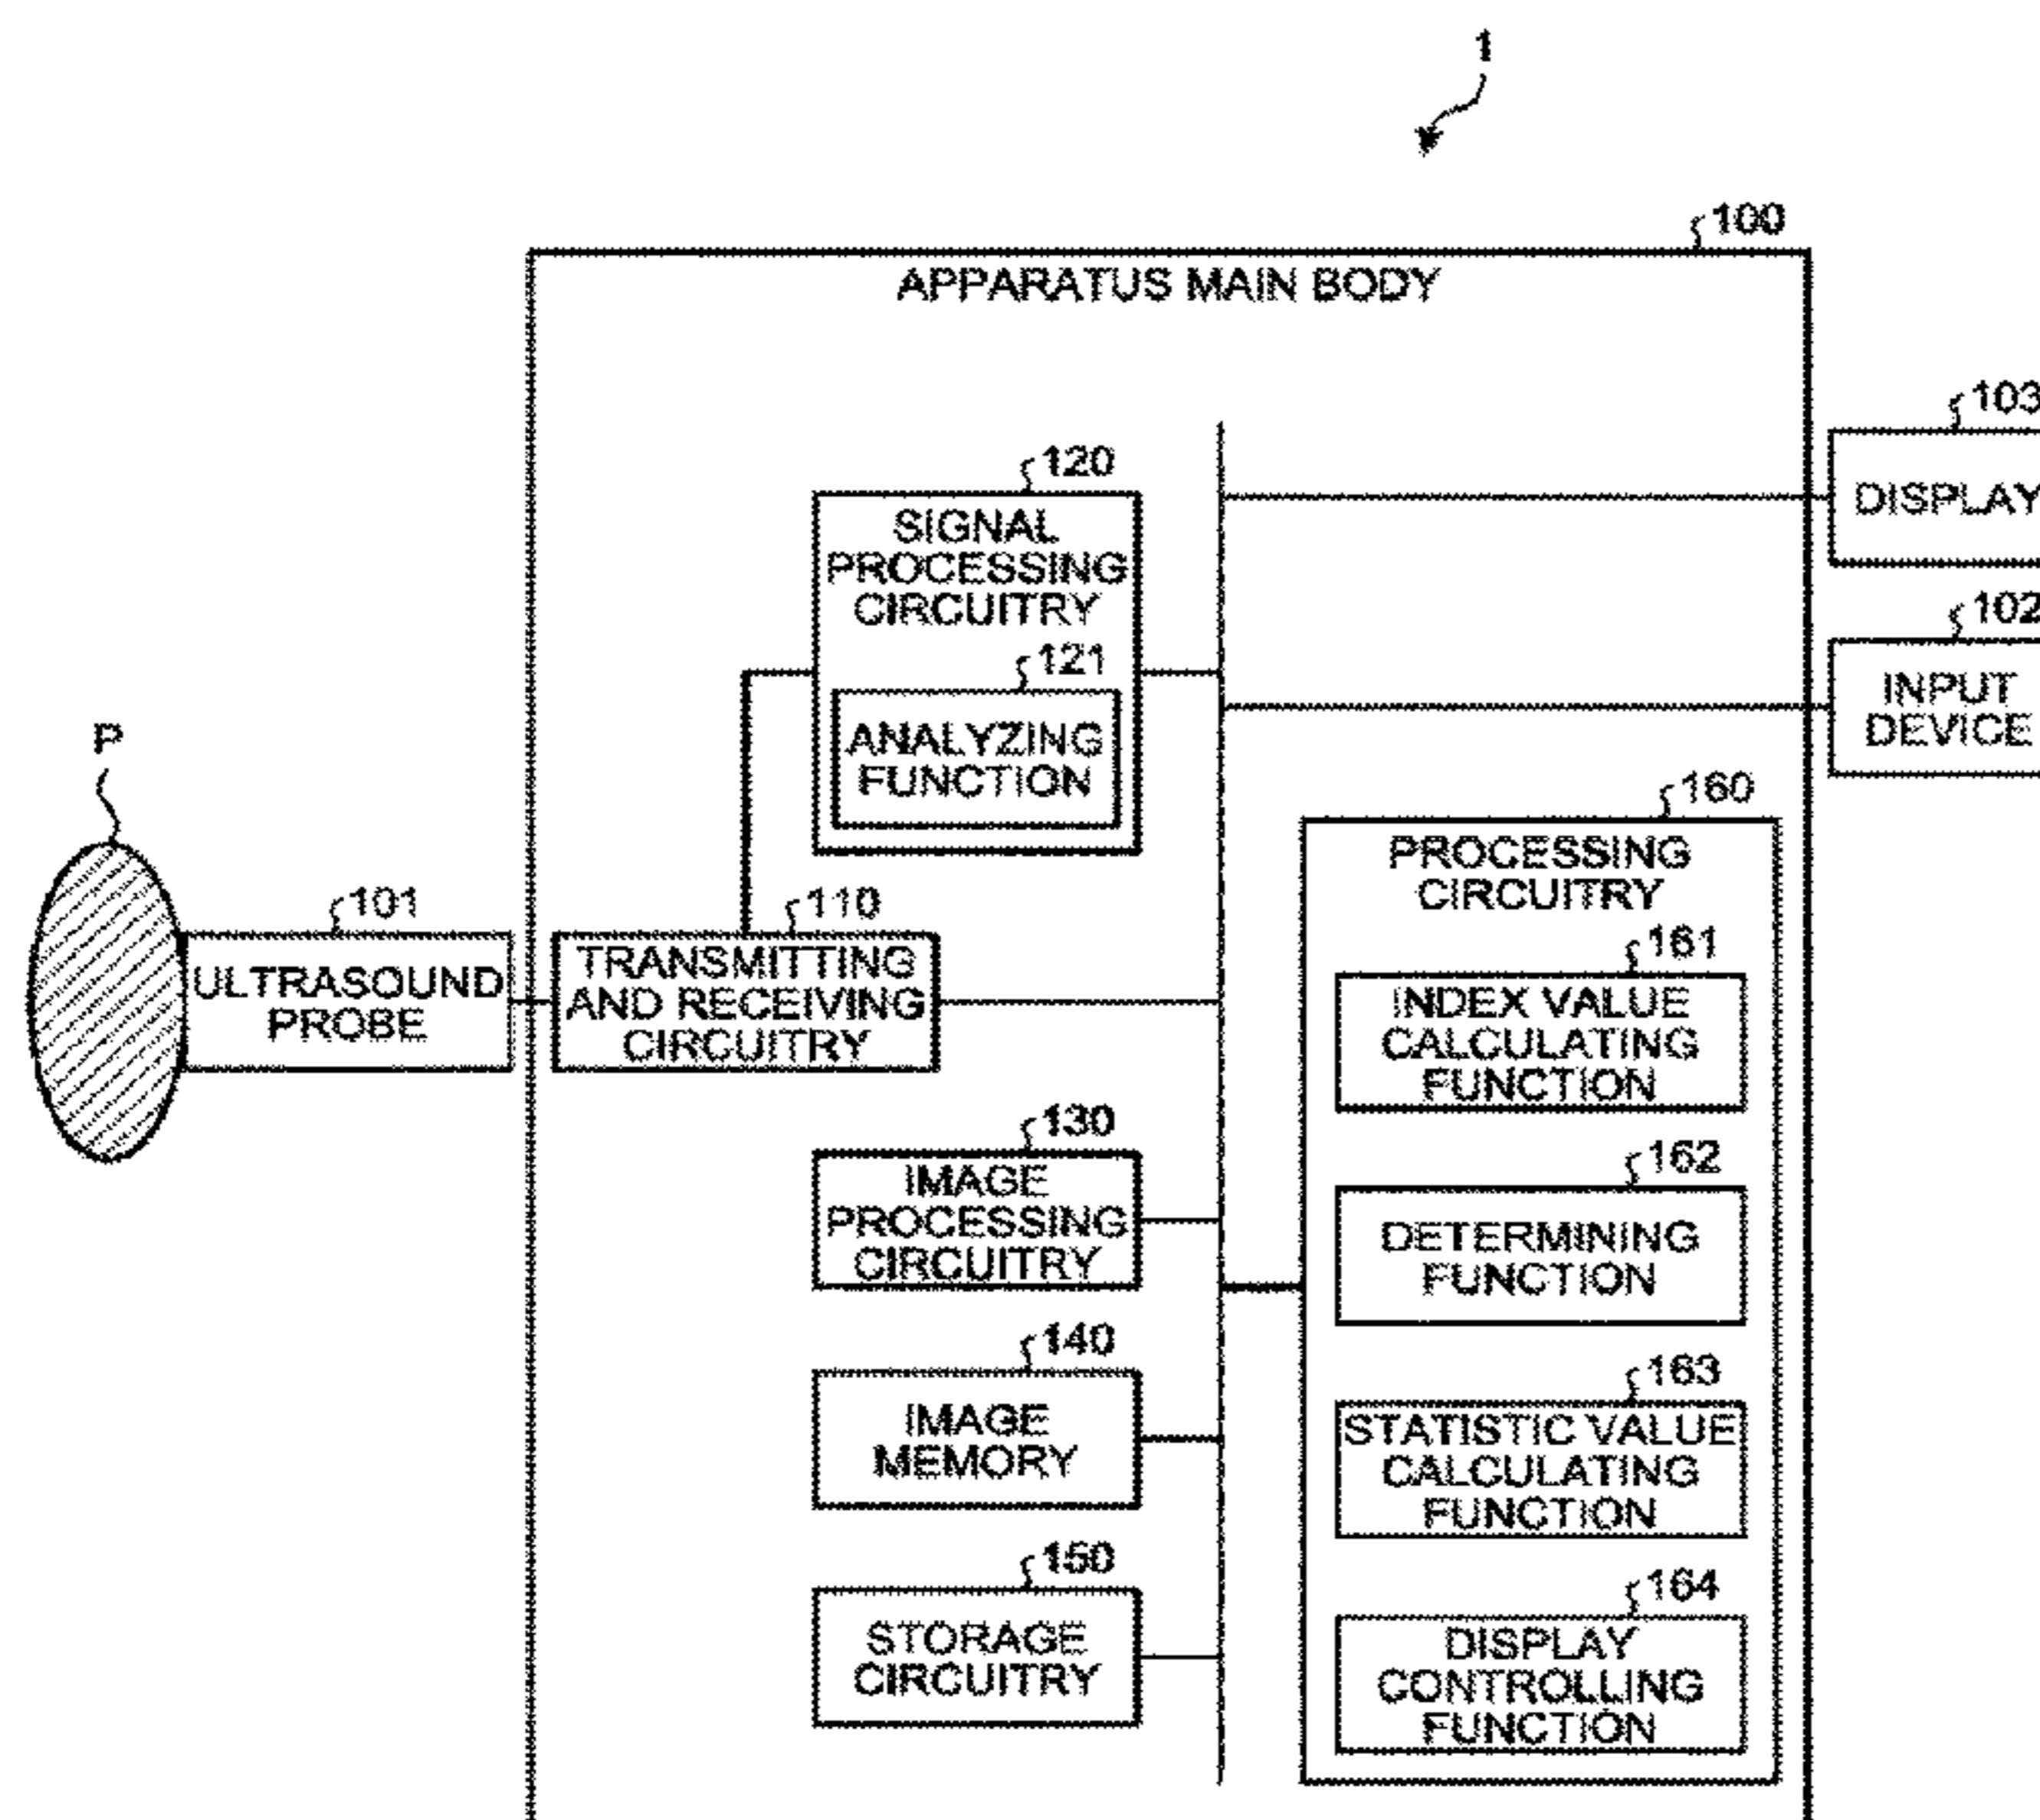 1
100
APPARATUS MAIN BODY
103
DISPLAY
102
INPUT
DEVICE
120
SIGNAL
PROCESSING
CIRCUITRY
121
ANALYZING
FUNCTION
P
101
ULTRASOUND
PROBE
110
TRANSMITTING
AND RECEIVING
CIRCUITRY
130
IMAGE
PROCESSING
CIRCUITRY
140
IMAGE
MEMORY
150
STORAGE
CIRCUITRY
160
PROCESSING
CIRCUITRY
161
INDEX VALUE
CALCULATING
FUNCTION
162
DETERMINING
FUNCTION
163
STATISTIC VALUE
CALCULATING
FUNCTION
164
DISPLAY
CONTROLLING
FUNCTION